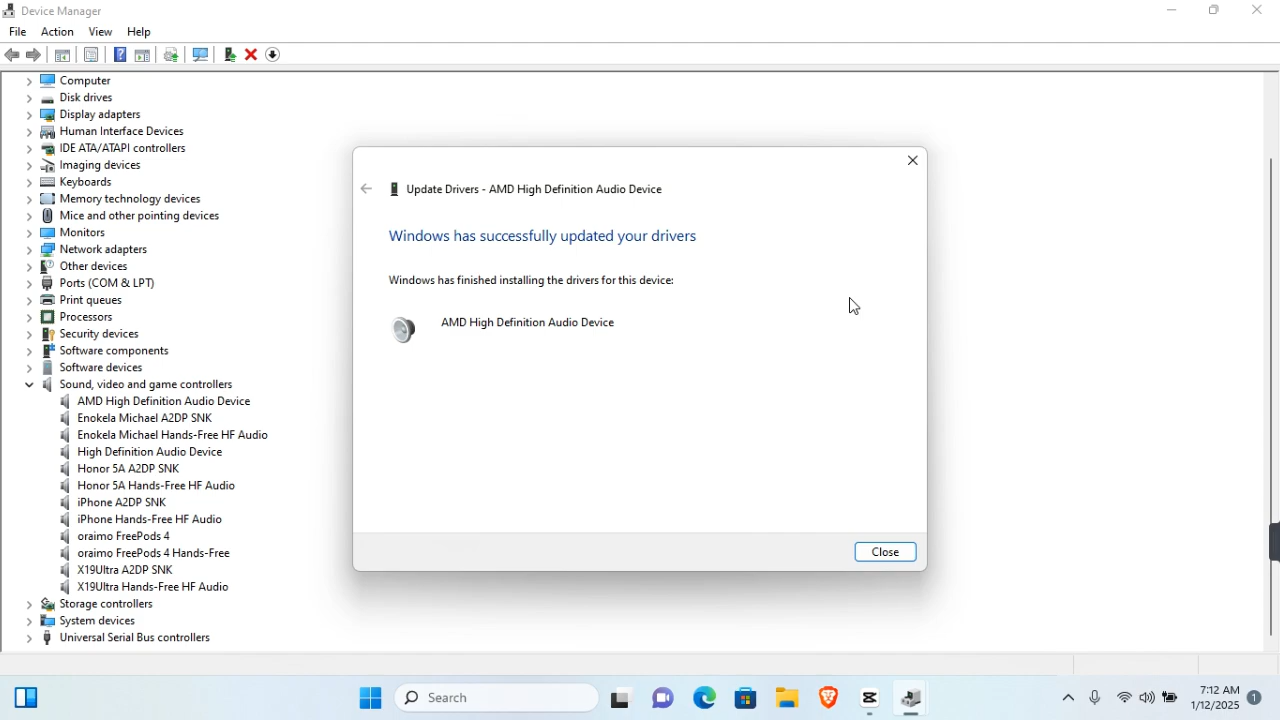 Device Manager
File Action View Help
Computer
Disk drives
Display adapters
Human Interface Devices
IDE ATA/ATAPI controllers
Imaging devices
Keyboards
Memory technology devices
Mice and other pointing devices
Monitors
Network adapters
Other devices
Ports (COM & LPT)
Print queues
Processors
Security devices
Software components
Software devices
Sound, video and game controllers
AMD High Definition Audio Device
Enokela Michael A2DP SNK
Enokela Michael Hands-Free HF Audio
High Definition Audio Device
Honor 5A A2DP SNK
Honor 5A Hands-Free HF Audio
iPhone A2DP SNK
iPhone Hands-Free HF Audio
oraimo FreePods 4
oraimo FreePods 4 Hands-Free
X19Ultra A2DP SNK
X19Ultra Hands-Free HF Audio
Storage controllers
System devices
Universal Serial Bus controllers
Update Drivers - AMD High Definition Audio Device
Windows has successfully updated your drivers
Windows has finished installing the drivers for this device:
AMD High Definition Audio Device
Close
Search
7:12 AM
1/12/2025
1